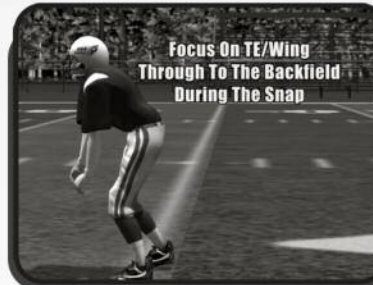 Focus On TE/Wing
Through To The Backfield
During The Snap